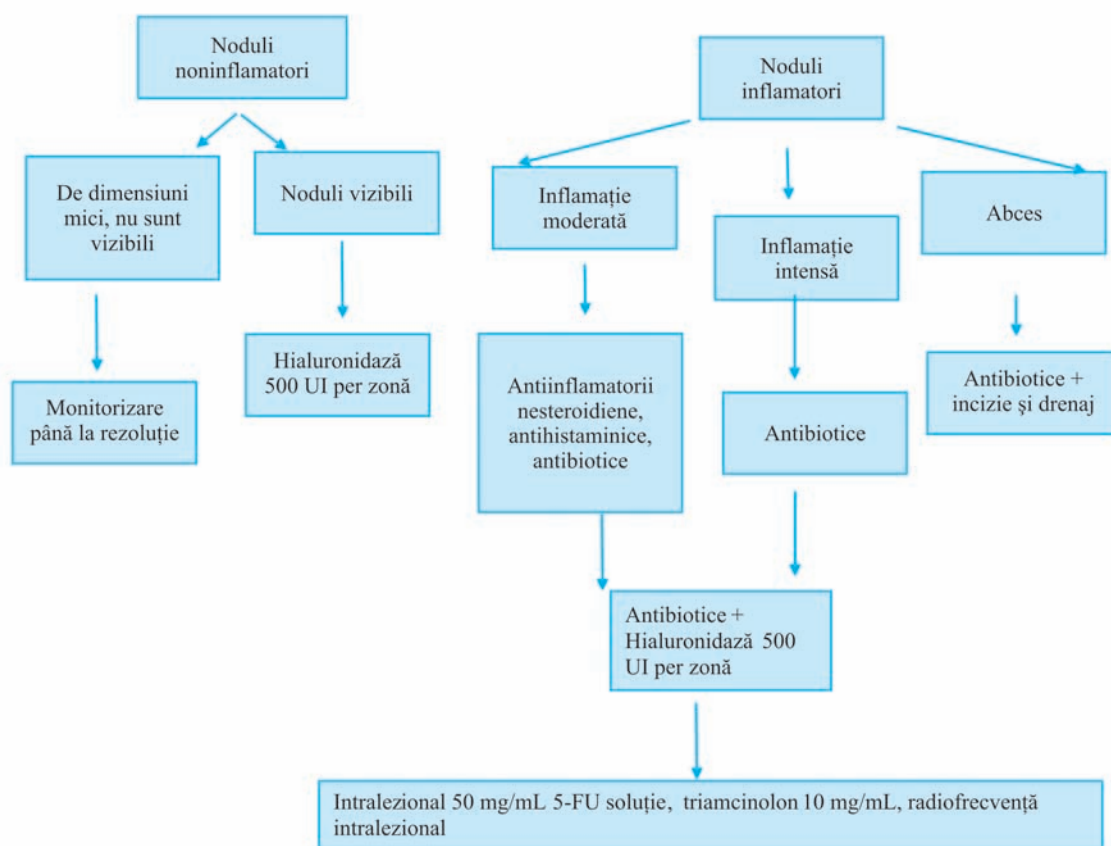 Noduli
noninflamatori
De dimensiuni
mici, nu sunt
vizibili
Noduli vizibili
Monitorizare
până la rezoluție
Hialuronidază
500 UI per zonă
Noduli
inflamatori
Inflamație
moderată
Inflamație
intensă
Abces
Antiinflamatorii
nesteroidiene,
antihistaminice,
antibiotice
Antibiotice
Antibiotice +
incizie şi drenaj
Antibiotice +
Hialuronidază 500
UI per zonă
Intralezional 50 mg/mL 5-FU soluție, triamcinolon 10 mg/mL, radiofrecvență
intralezional